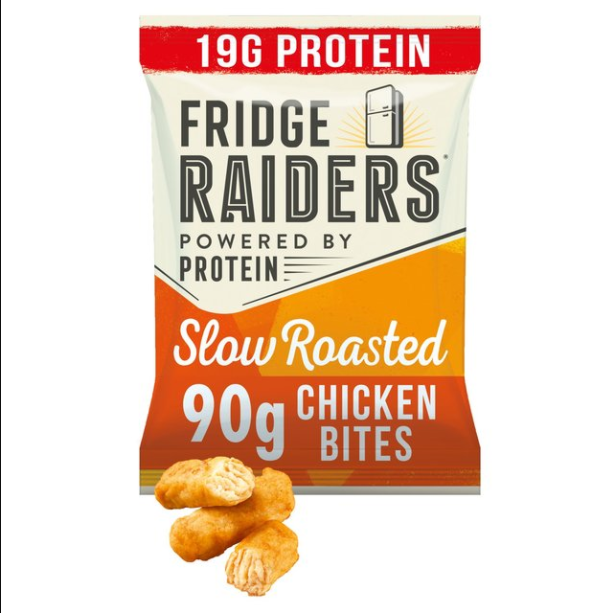 19G PROTEIN
FRIDGE
RAIDERS
POWERED BY
PROTEIN
Slow Roasted
90g CHICKEN
BITES